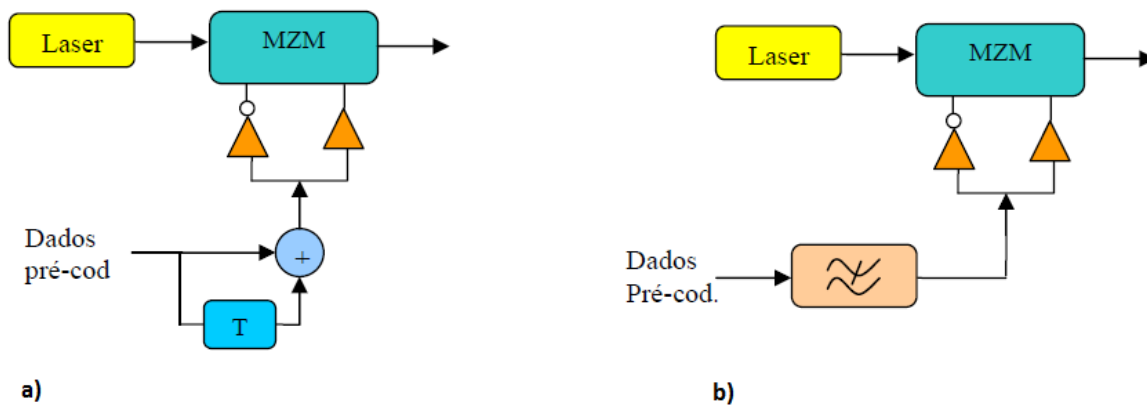 Laser
MZM
Dados
pré-cod
+
T
a)
Laser
MZM
Dados
Pré-cod.
b)